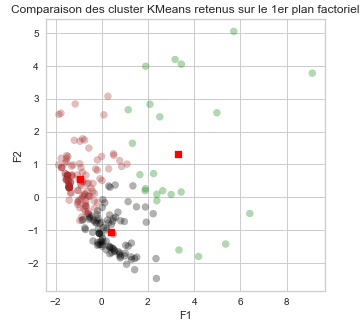 Comparaison des cluster KMeans retenus sur le 1er plan factoriel
5
4
3
2
1
0
−1
−2
F2
−2 0 2 4 6 8
F1